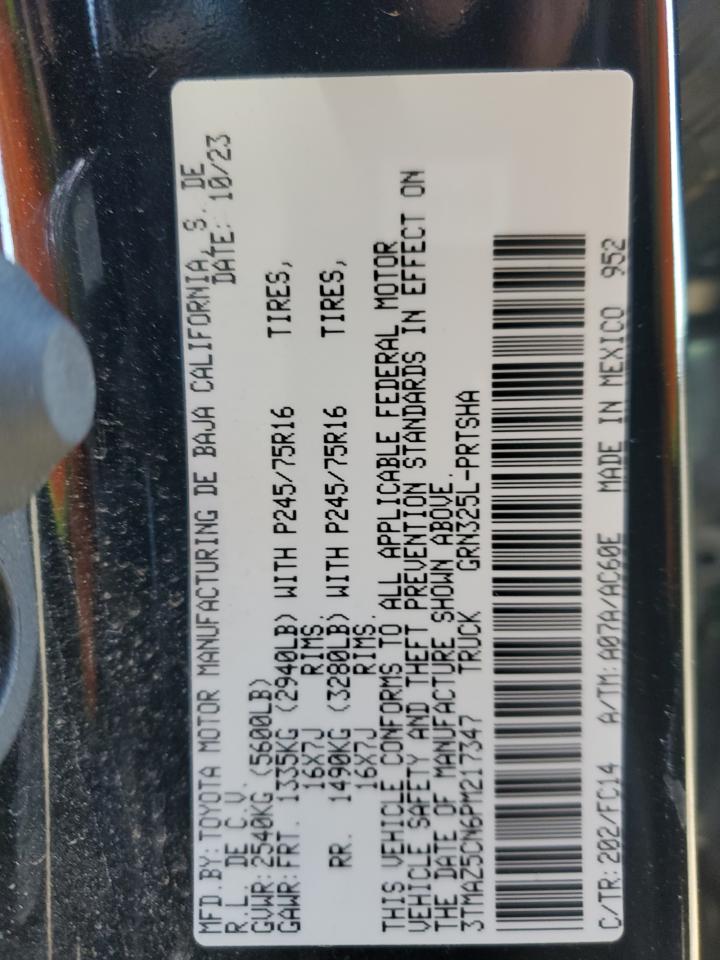 MFD.BY: TOYOTA MOTOR MANUFACTURING DE BAJA CALIFORNIA, S. DE
R.L. DE C.V. DATE: 10/23
GVWR: 2540KG (5600LB)
GAWR: FRT. 1335KG (2940LB) WITH P245/75R16 TIRES,
16X7J RIMS.
RR. 1490KG (3280LB) WITH P245/75R16 TIRES,
16X7J RIMS.
THIS VEHICLE CONFORMS TO ALL APPLICABLE FEDERAL MOTOR
VEHICLE SAFETY AND THEFT PREVENTION STANDARDS IN EFFECT ON
THE DATE OF MANUFACTURE SHOWN ABOVE.
3TMAZ5CN6PM217347 TRUCK GRN325L-PRTSHA
C/TR: 202/FC14 A/TM: A07A/AC60E MADE IN MEXICO 952